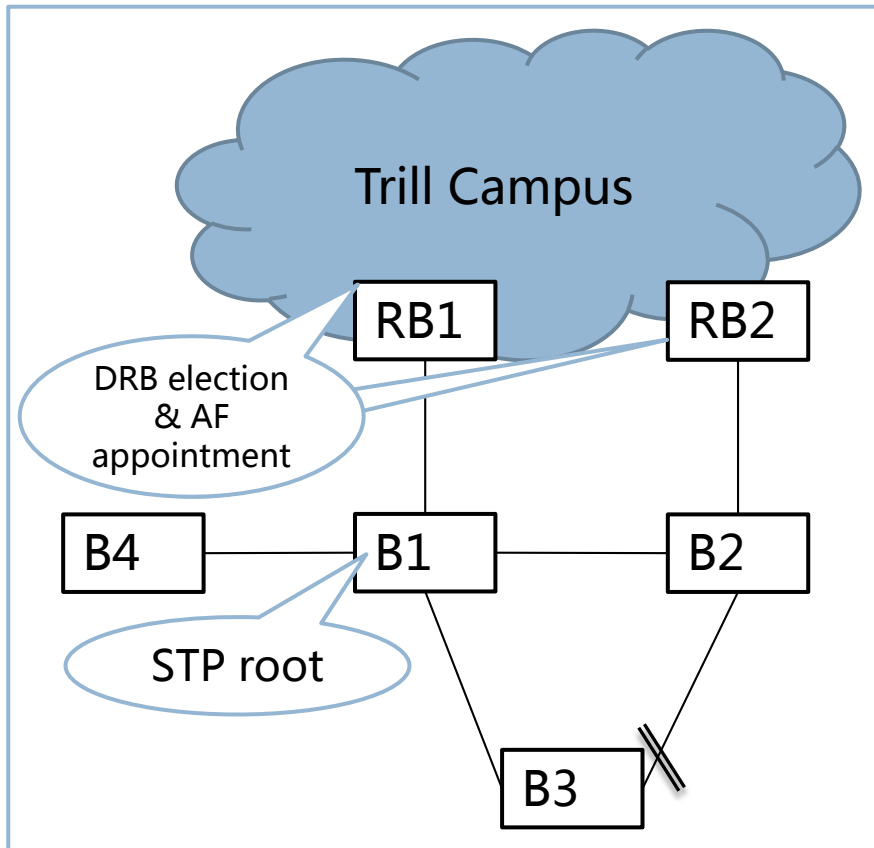 Trill Campus
RB1
RB2
DRB election
& AF
appointment
B4
B1
B2
STP root
B3